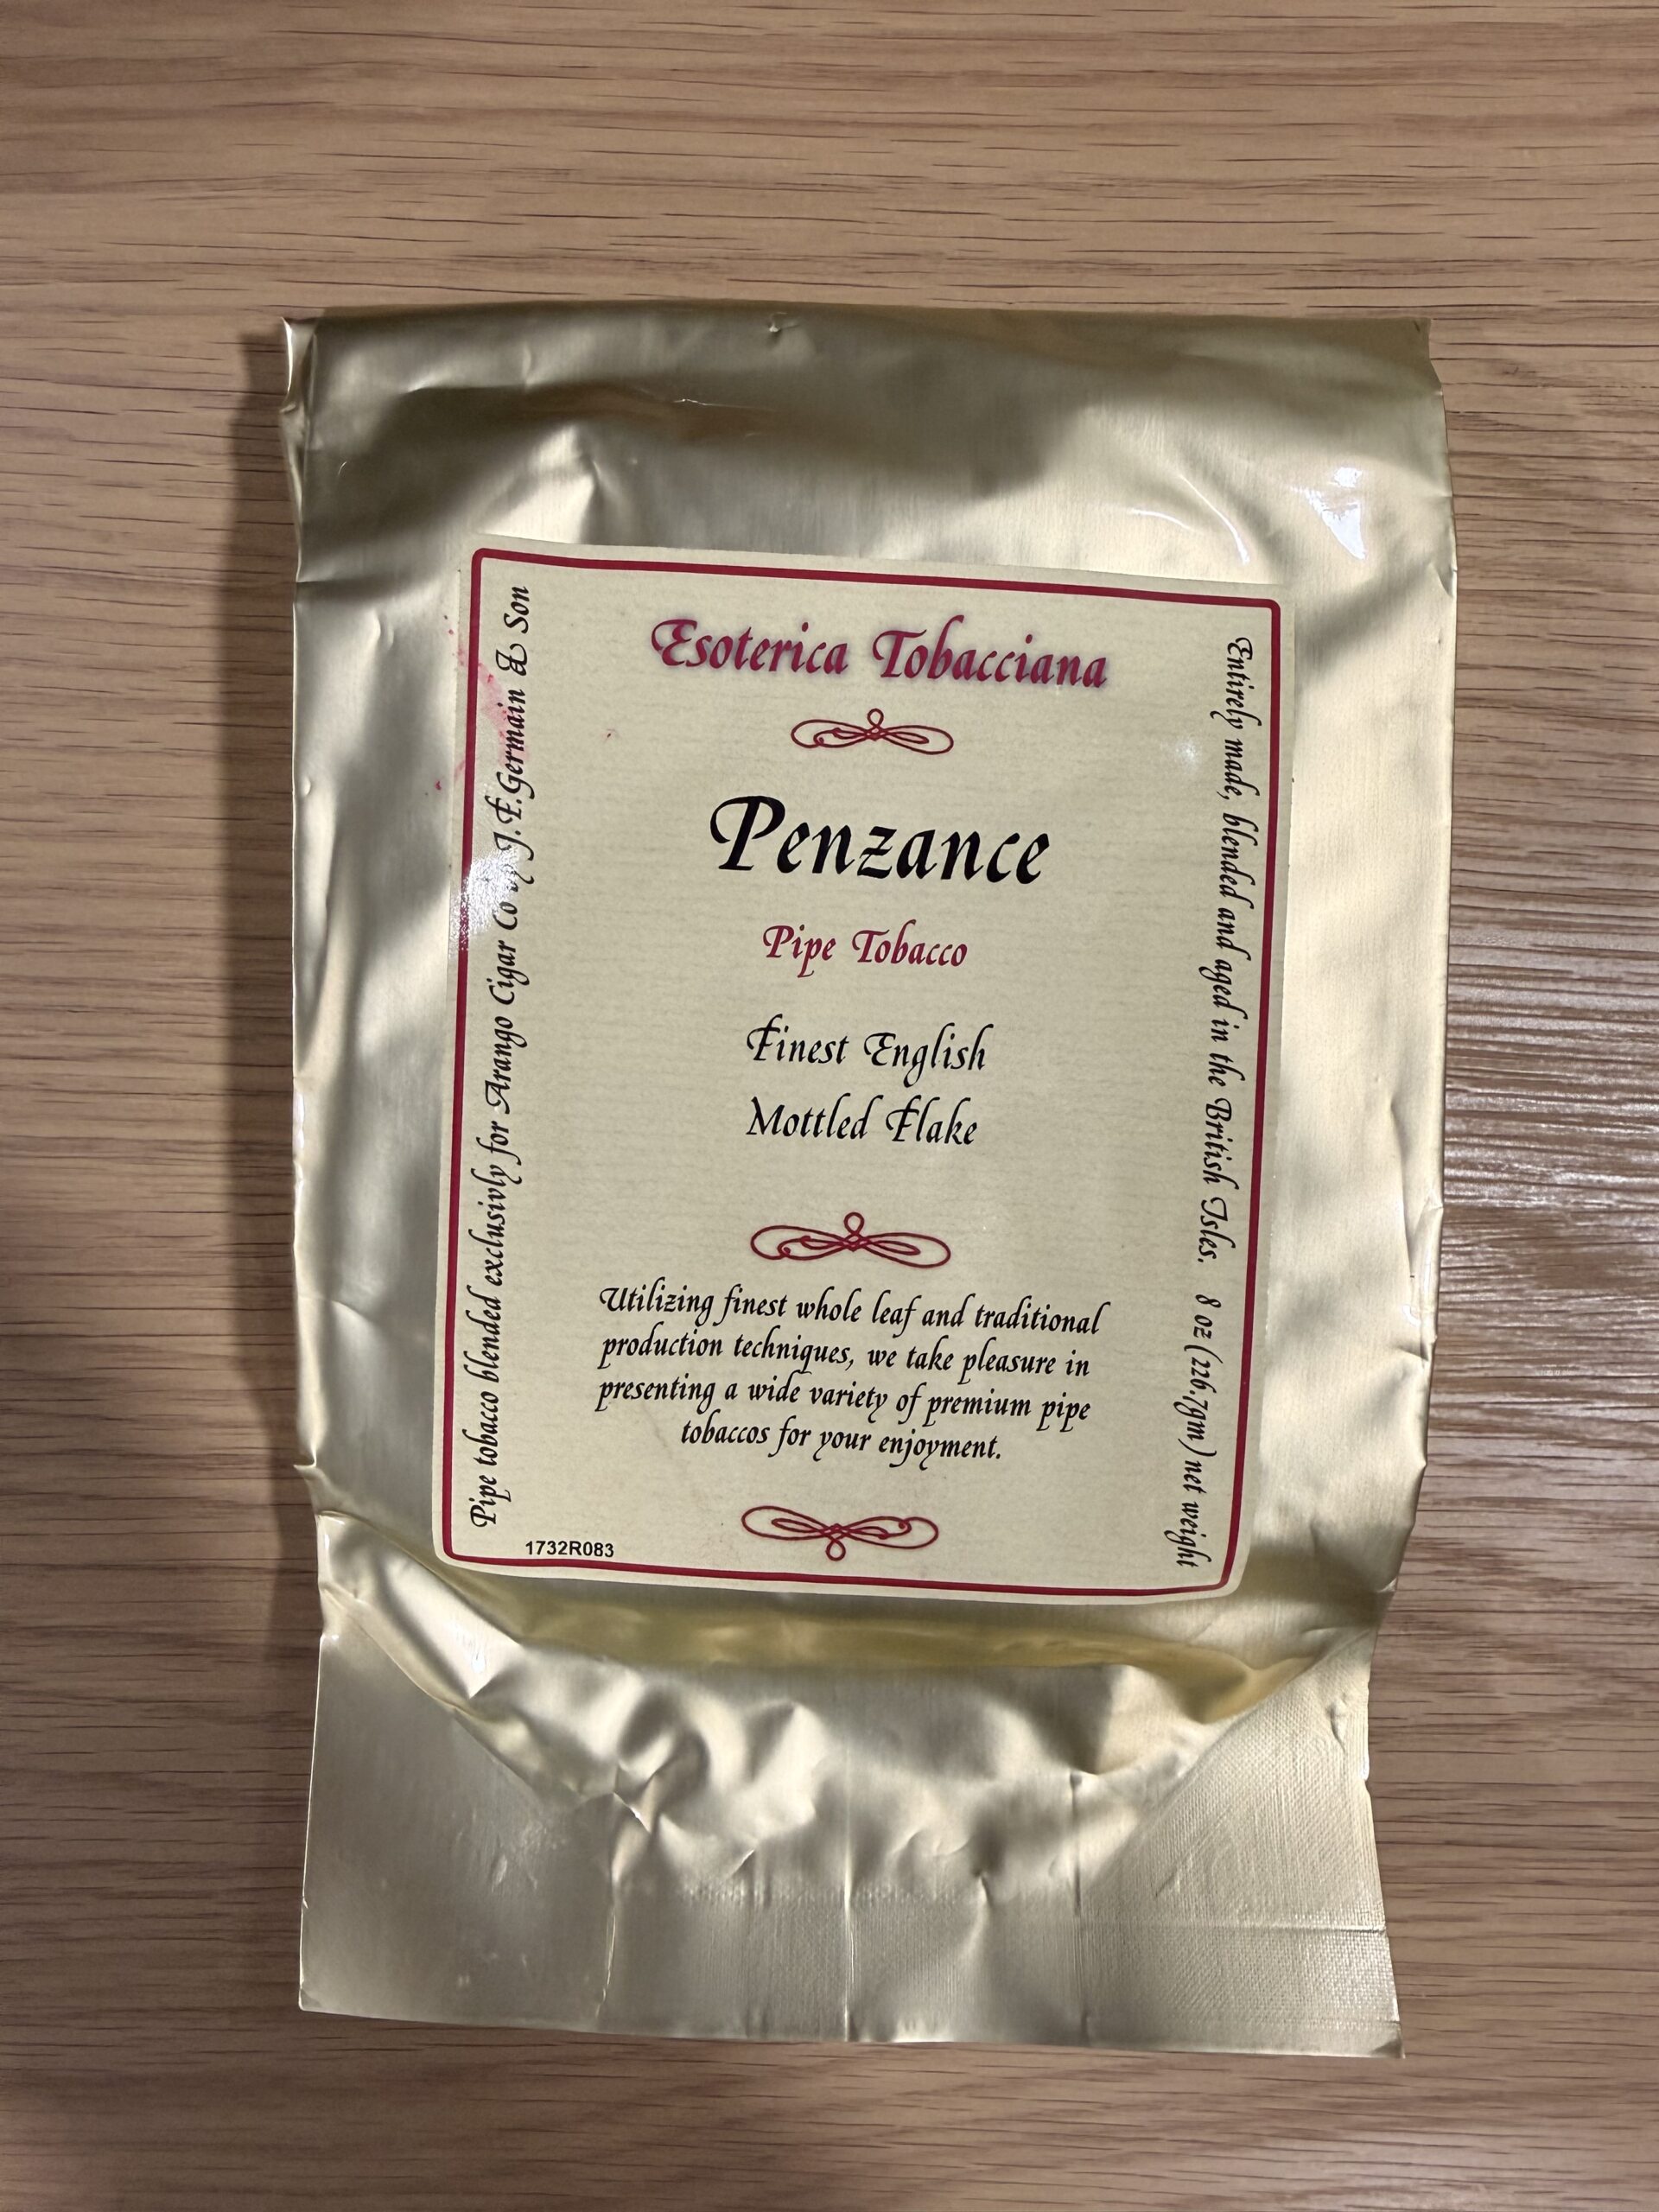 Esoterica Tobacciana
Penzance
Pipe Tobacco
Finest English
Mottled Flake
Utilizing finest whole leaf and traditional
production techniques, we take pleasure in
presenting a wide variety of premium pipe
tobaccos for your enjoyment.
1732R083
Pipe tobacco blended exclusivly for Arango Cigar Co by J.F.Germain & Son
Entirely made, blended and aged in the British Isles. 8 oz (226.7gm) net weight